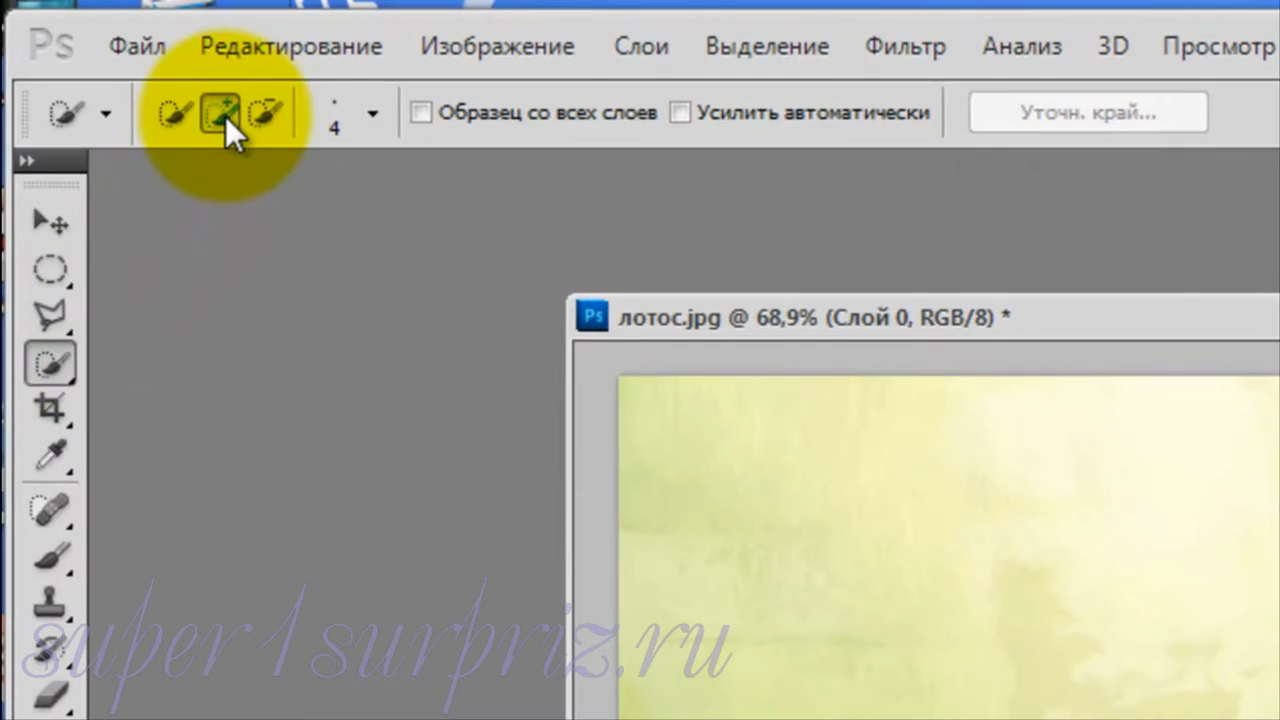 Ps Файл Редактирование Изображение Слои Выделение Фильтр Анализ 3D Просмотр
4 Образец со всех слоев Усилить автоматически Уточн. край...
Ps лотос.jpg @ 68,9% (Слой 0, RGB/8) *
super1surpriz.ru